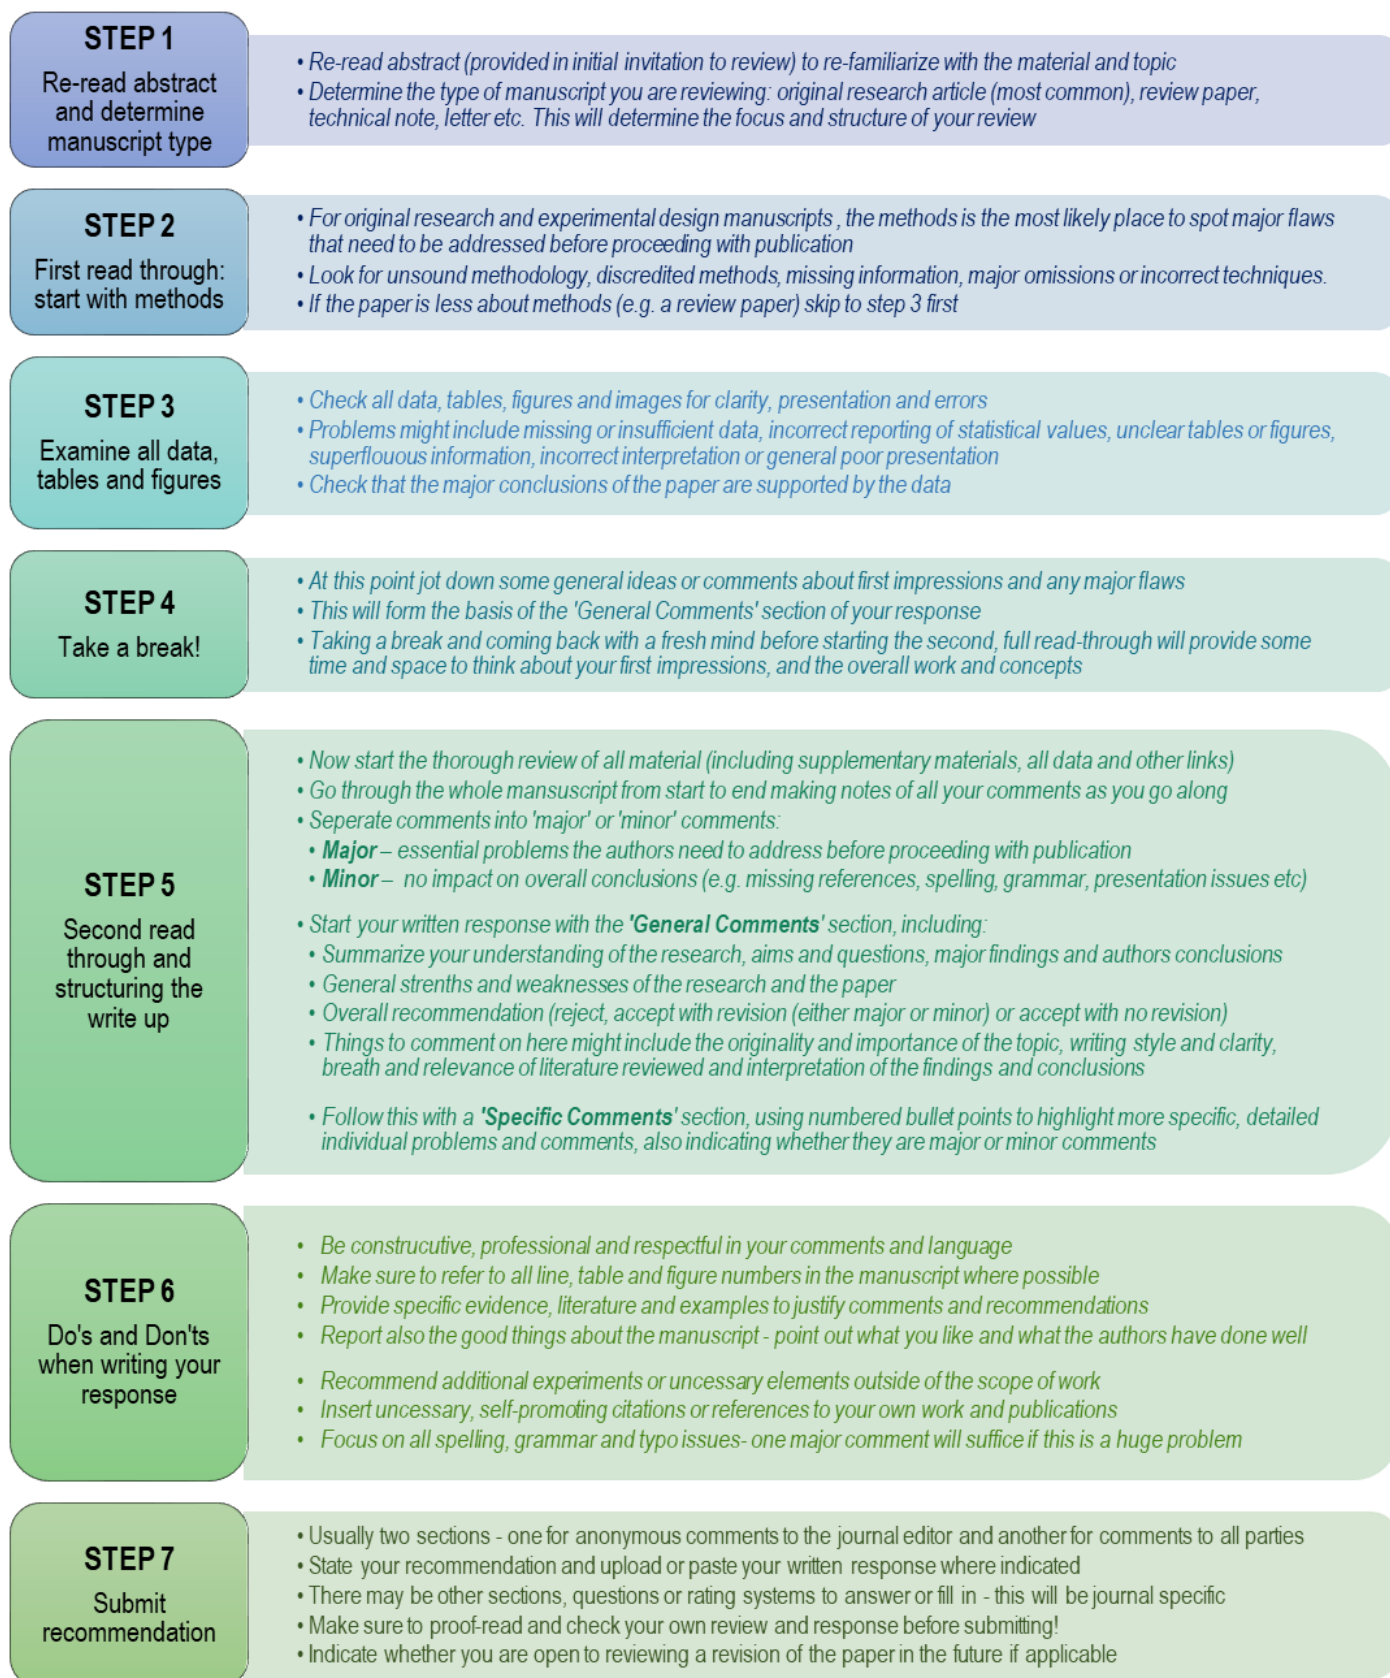 STEP 1
Re-read abstract
and determine
manuscript type
• Re-read abstract (provided in initial invitation to review) to re-familiarize with the material and topic
• Determine the type of manuscript you are reviewing: original research article (most common), review paper,
technical note, letter etc. This will determine the focus and structure of your review
STEP 2
First read through:
start with methods
• For original research and experimental design manuscripts , the methods is the most likely place to spot major flaws
that need to be addressed before proceeding with publication
• Look for unsound methodology, discredited methods, missing information, major omissions or incorrect techniques.
• If the paper is less about methods (e.g. a review paper) skip to step 3 first
STEP 3
Examine all data,
tables and figures
• Check all data, tables, figures and images for clarity, presentation and errors
• Problems might include missing or insufficient data, incorrect reporting of statistical values, unclear tables or figures,
superflouous information, incorrect interpretation or general poor presentation
• Check that the major conclusions of the paper are supported by the data
STEP 4
Take a break!
• At this point jot down some general ideas or comments about first impressions and any major flaws
• This will form the basis of the 'General Comments' section of your response
• Taking a break and coming back with a fresh mind before starting the second, full read-through will provide some
time and space to think about your first impressions, and the overall work and concepts
STEP 5
Second read
through and
structuring the
write up
• Now start the thorough review of all material (including supplementary materials, all data and other links)
• Go through the whole mansuscript from start to end making notes of all your comments as you go along
• Seperate comments into 'major' or 'minor' comments:
• Major – essential problems the authors need to address before proceeding with publication
• Minor – no impact on overall conclusions (e.g. missing references, spelling, grammar, presentation issues etc)
• Start your written response with the 'General Comments' section, including:
• Summarize your understanding of the research, aims and questions, major findings and authors conclusions
• General strenths and weaknesses of the research and the paper
• Overall recommendation (reject, accept with revision (either major or minor) or accept with no revision)
• Things to comment on here might include the originality and importance of the topic, writing style and clarity,
breath and relevance of literature reviewed and interpretation of the findings and conclusions
• Follow this with a 'Specific Comments' section, using numbered bullet points to highlight more specific, detailed
individual problems and comments, also indicating whether they are major or minor comments
STEP 6
Do's and Don'ts
when writing your
response
• Be construcutive, professional and respectful in your comments and language
• Make sure to refer to all line, table and figure numbers in the manuscript where possible
• Provide specific evidence, literature and examples to justify comments and recommendations
• Report also the good things about the manuscript - point out what you like and what the authors have done well
• Recommend additional experiments or uncessary elements outside of the scope of work
• Insert uncessary, self-promoting citations or references to your own work and publications
• Focus on all spelling, grammar and typo issues- one major comment will suffice if this is a huge problem
STEP 7
Submit
recommendation
• Usually two sections - one for anonymous comments to the journal editor and another for comments to all parties
• State your recommendation and upload or paste your written response where indicated
• There may be other sections, questions or rating systems to answer or fill in - this will be journal specific
• Make sure to proof-read and check your own review and response before submitting!
• Indicate whether you are open to reviewing a revision of the paper in the future if applicable